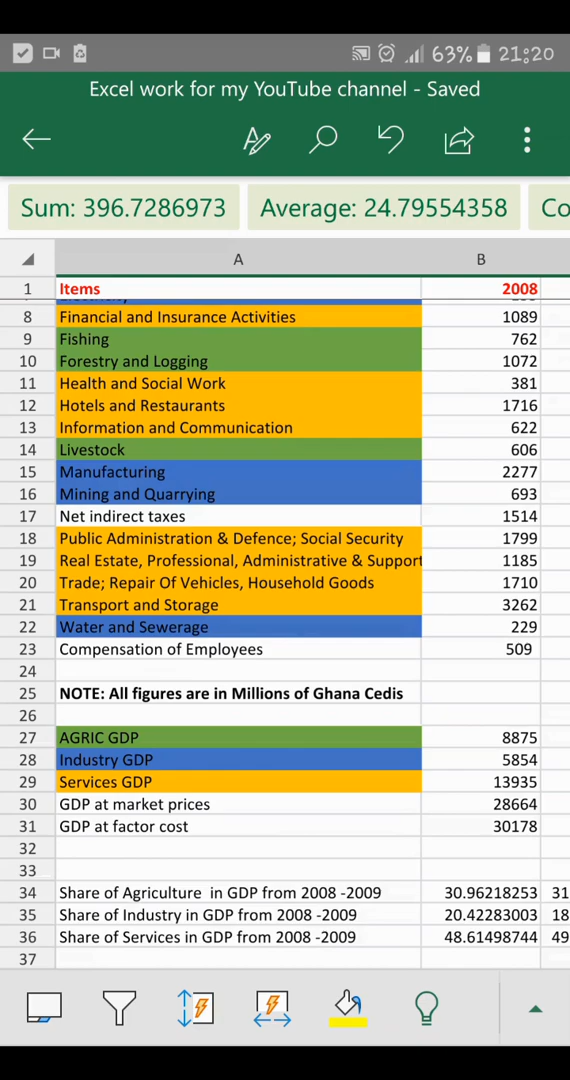 63% 21:20
Excel work for my YouTube channel - Saved
Sum: 396.7286973 Average: 24.79554358 Co
A B
1 Items 2008
8 Financial and Insurance Activities 1089
9 Fishing 762
10 Forestry and Logging 1072
11 Health and Social Work 381
12 Hotels and Restaurants 1716
13 Information and Communication 622
14 Livestock 606
15 Manufacturing 2277
16 Mining and Quarrying 693
17 Net indirect taxes 1514
18 Public Administration & Defence; Social Security 1799
19 Real Estate, Professional, Administrative & Support 1185
20 Trade; Repair Of Vehicles, Household Goods 1710
21 Transport and Storage 3262
22 Water and Sewerage 229
23 Compensation of Employees 509
24
25 NOTE: All figures are in Millions of Ghana Cedis
26
27 AGRIC GDP 8875
28 Industry GDP 5854
29 Services GDP 13935
30 GDP at market prices 28664
31 GDP at factor cost 30178
32
33
34 Share of Agriculture in GDP from 2008 -2009 30.96218253 31
35 Share of Industry in GDP from 2008 -2009 20.42283003 18
36 Share of Services in GDP from 2008 -2009 48.61498744 49
37